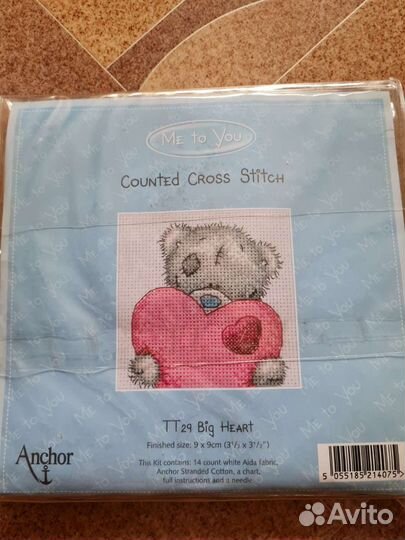 ME TO YOU
COUNTED CROSS STITCH
TT29 BIG HEART
Finished size: 9 x 9cm (3½ x 3½")
This Kit contains: 14 count white Aida fabric,
Anchor Stranded Cotton, a chart,
full instructions and a needle.
Anchor
5 055185 214075
Avito